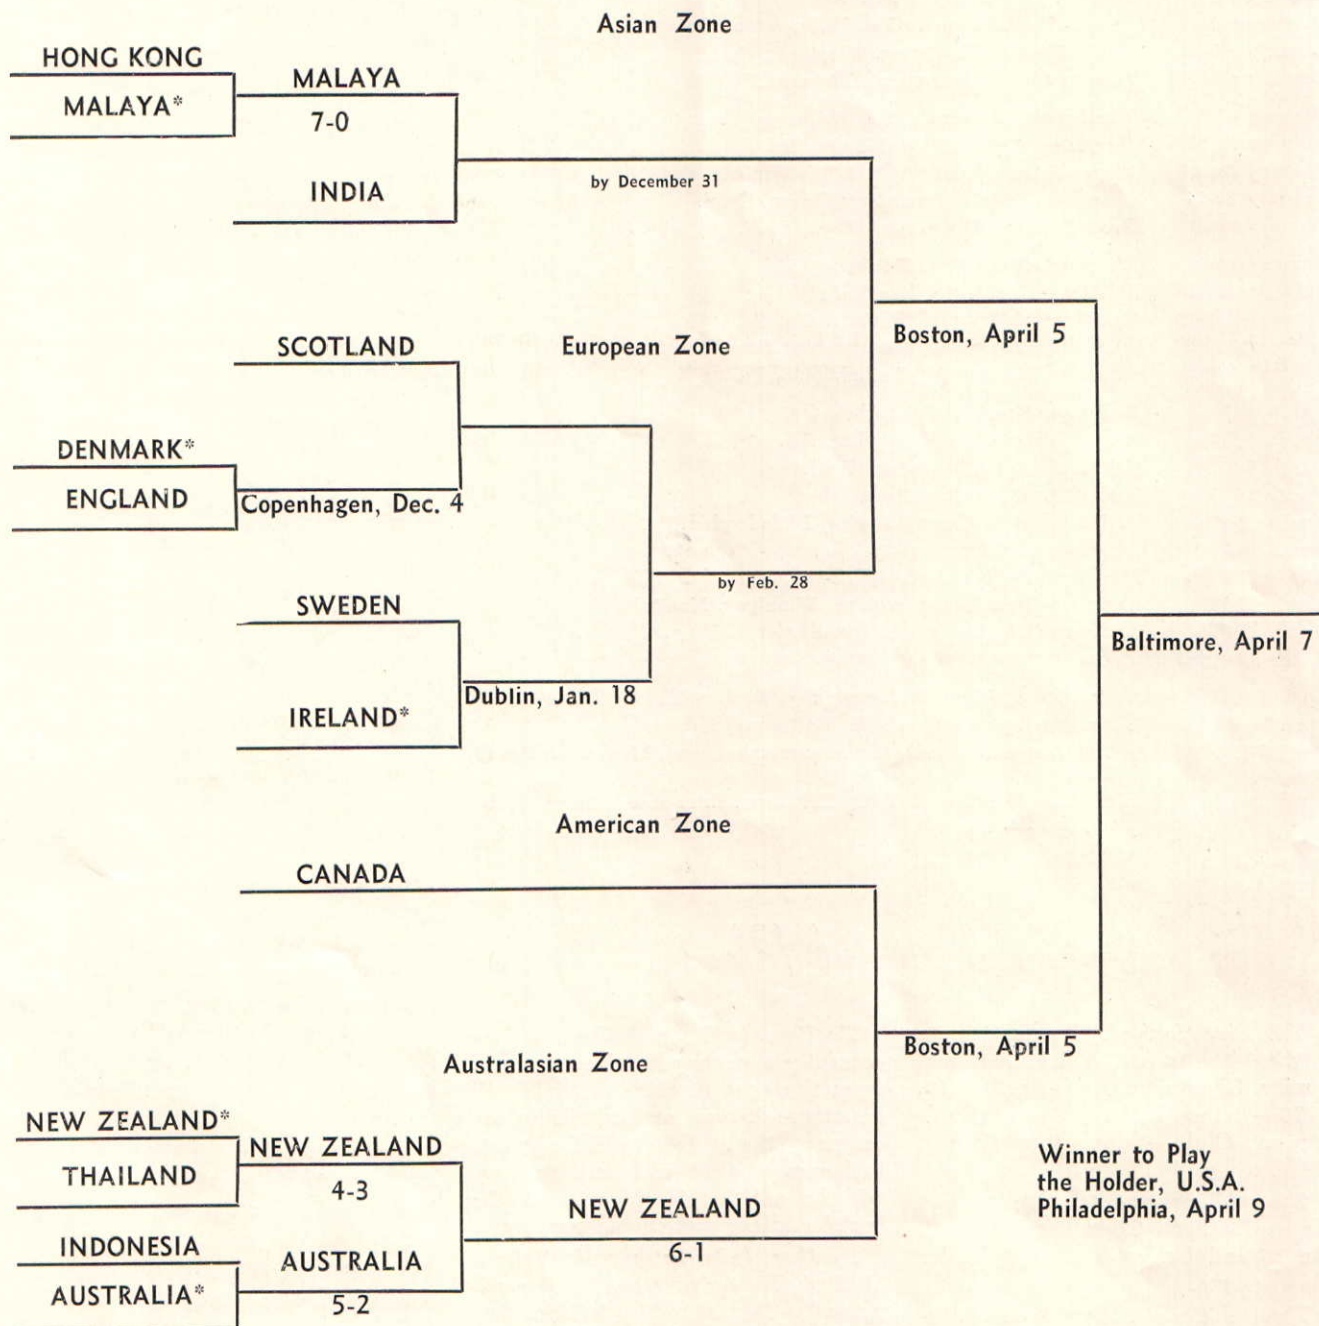 Asian Zone
HONG KONG
MALAYA*
MALAYA
7-0
INDIA
by December 31
SCOTLAND
European Zone
Boston, April 5
DENMARK*
ENGLAND
Copenhagen, Dec. 4
by Feb. 28
SWEDEN
IRELAND*
Dublin, Jan. 18
Baltimore, April 7
American Zone
CANADA
Boston, April 5
Australasian Zone
NEW ZEALAND*
THAILAND
NEW ZEALAND
4-3
INDONESIA
AUSTRALIA*
AUSTRALIA
5-2
NEW ZEALAND
6-1
Winner to Play
the Holder, U.S.A.
Philadelphia, April 9